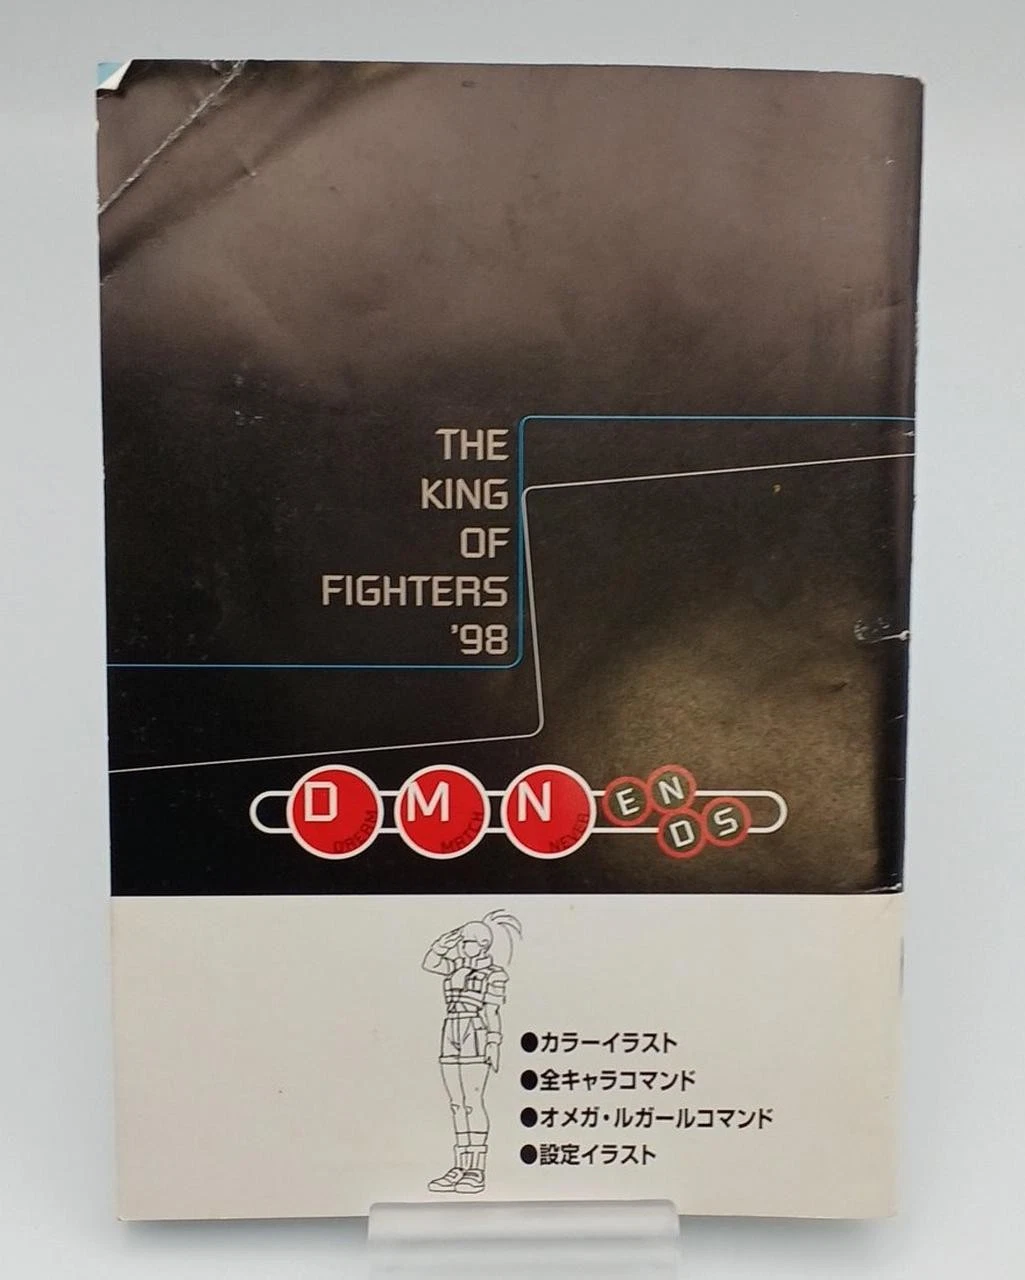 THE
KING
OF
FIGHTERS
'98
D M N ENDS
DREAM MATCH NEVER
●カラーイラスト
●全キャラコマンド
●オメガ・ルガールコマンド
●設定イラスト